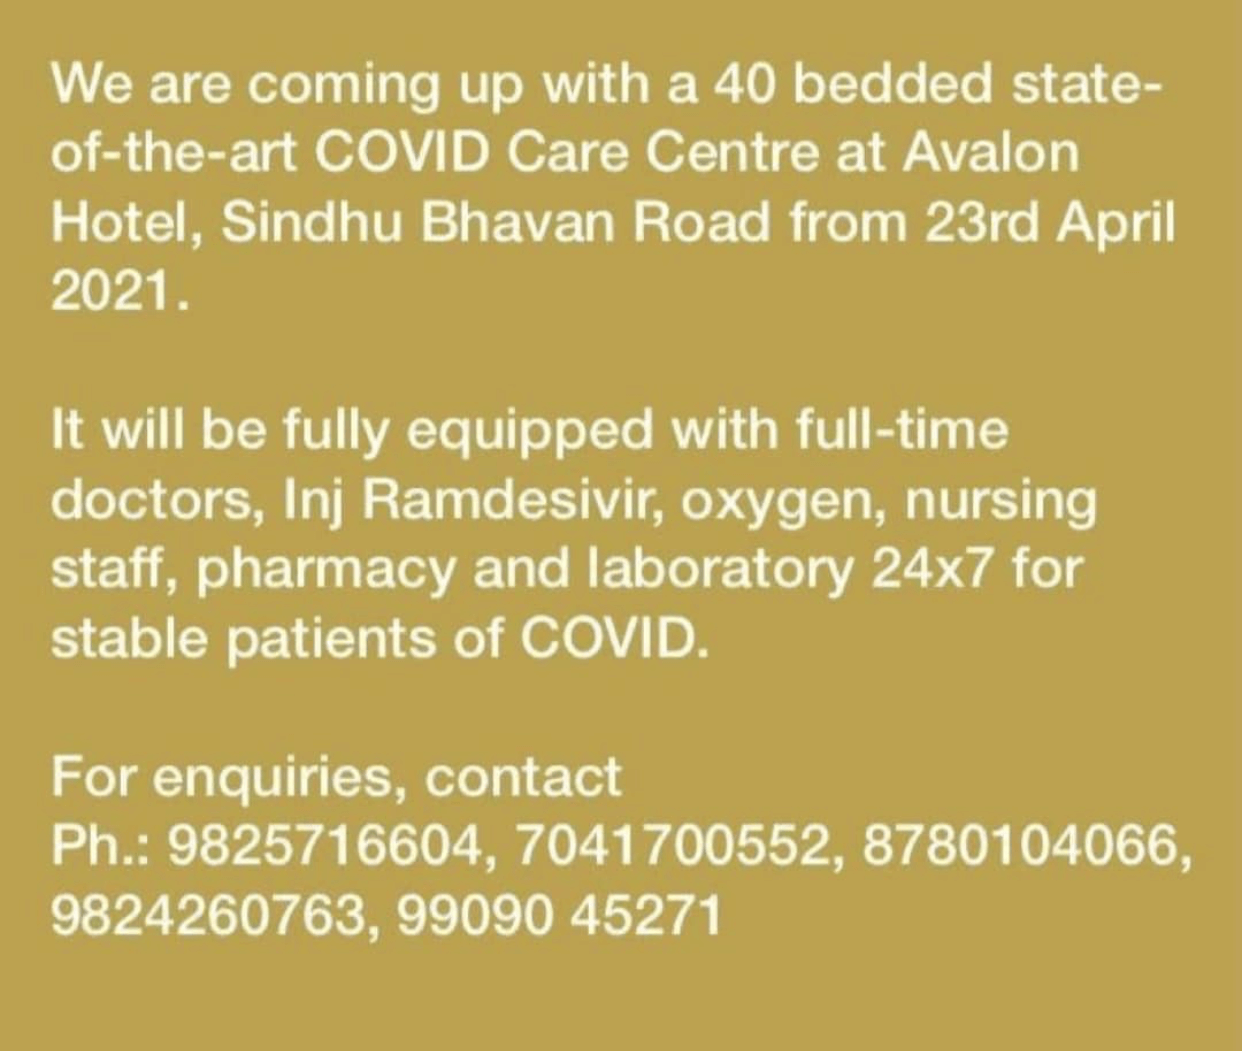 We are coming up with a 40 bedded state-
of-the-art COVID Care Centre at Avalon
Hotel, Sindhu Bhavan Road from 23rd April
2021.
It will be fully equipped with full-time
doctors, Inj Ramdesivir, oxygen, nursing
staff, pharmacy and laboratory 24x7 for
stable patients of COVID.
For enquiries, contact
Ph.: 9825716604, 7041700552, 8780104066,
9824260763, 99090 45271